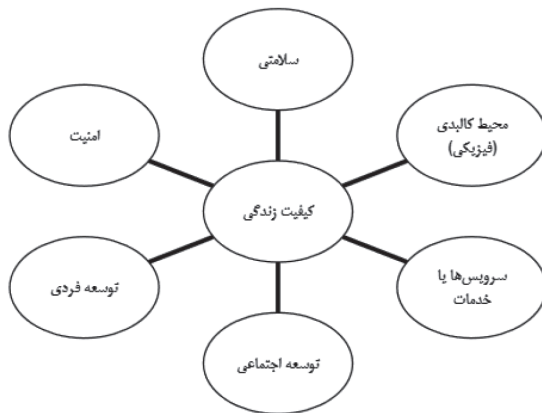 سلامتی
محیط کالبدی
(فیزیکی)
امنیت
کیفیت زندگی
سرویس‌ها یا
خدمات
توسعه فردی
توسعه اجتماعی